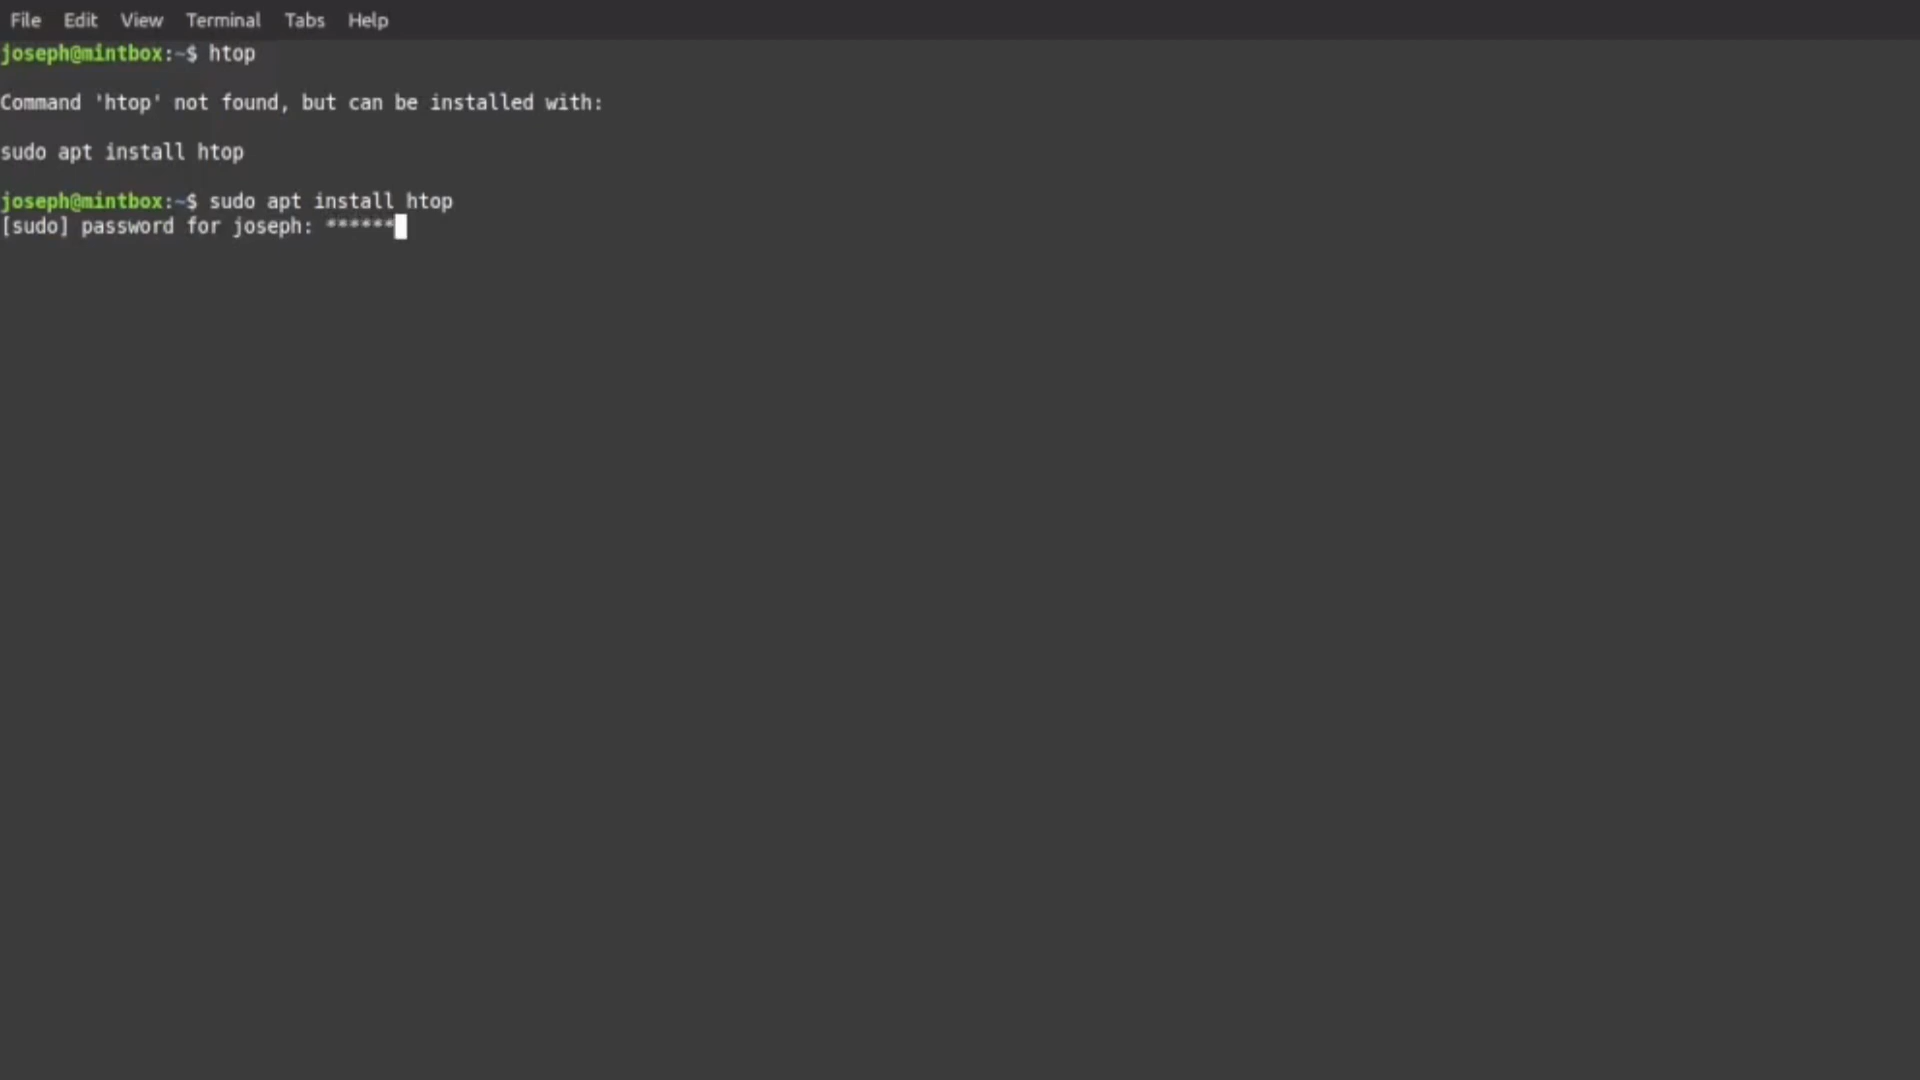 File Edit View Terminal Tabs Help
joseph@mintbox:~$ htop
Command 'htop' not found, but can be installed with:
sudo apt install htop
joseph@mintbox:~$ sudo apt install htop
[sudo] password for joseph: ******